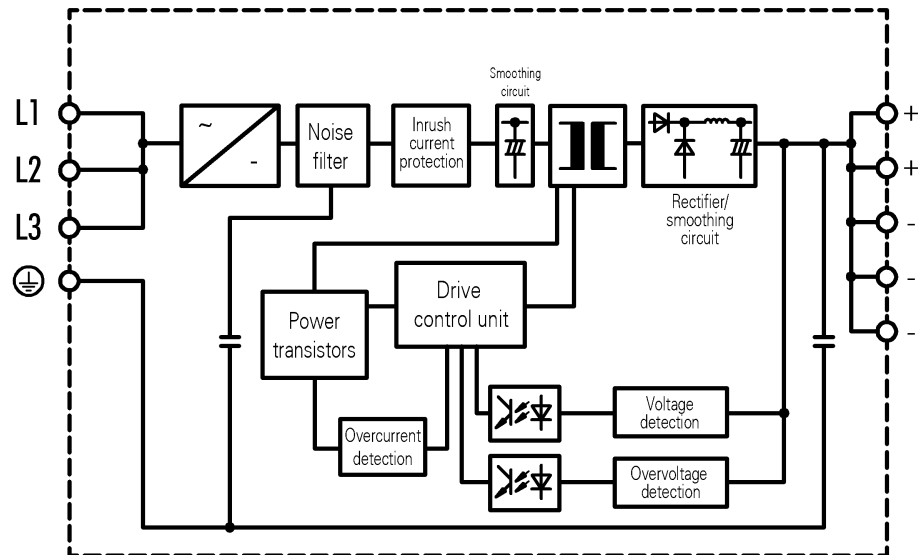 Smoothing
circuit
L1
L2
L3
~
-
Noise
filter
Inrush
current
protection
Rectifier/
smoothing
circuit
+
+
-
-
-
Power
transistors
Drive
control unit
Overcurrent
detection
Voltage
detection
Overvoltage
detection